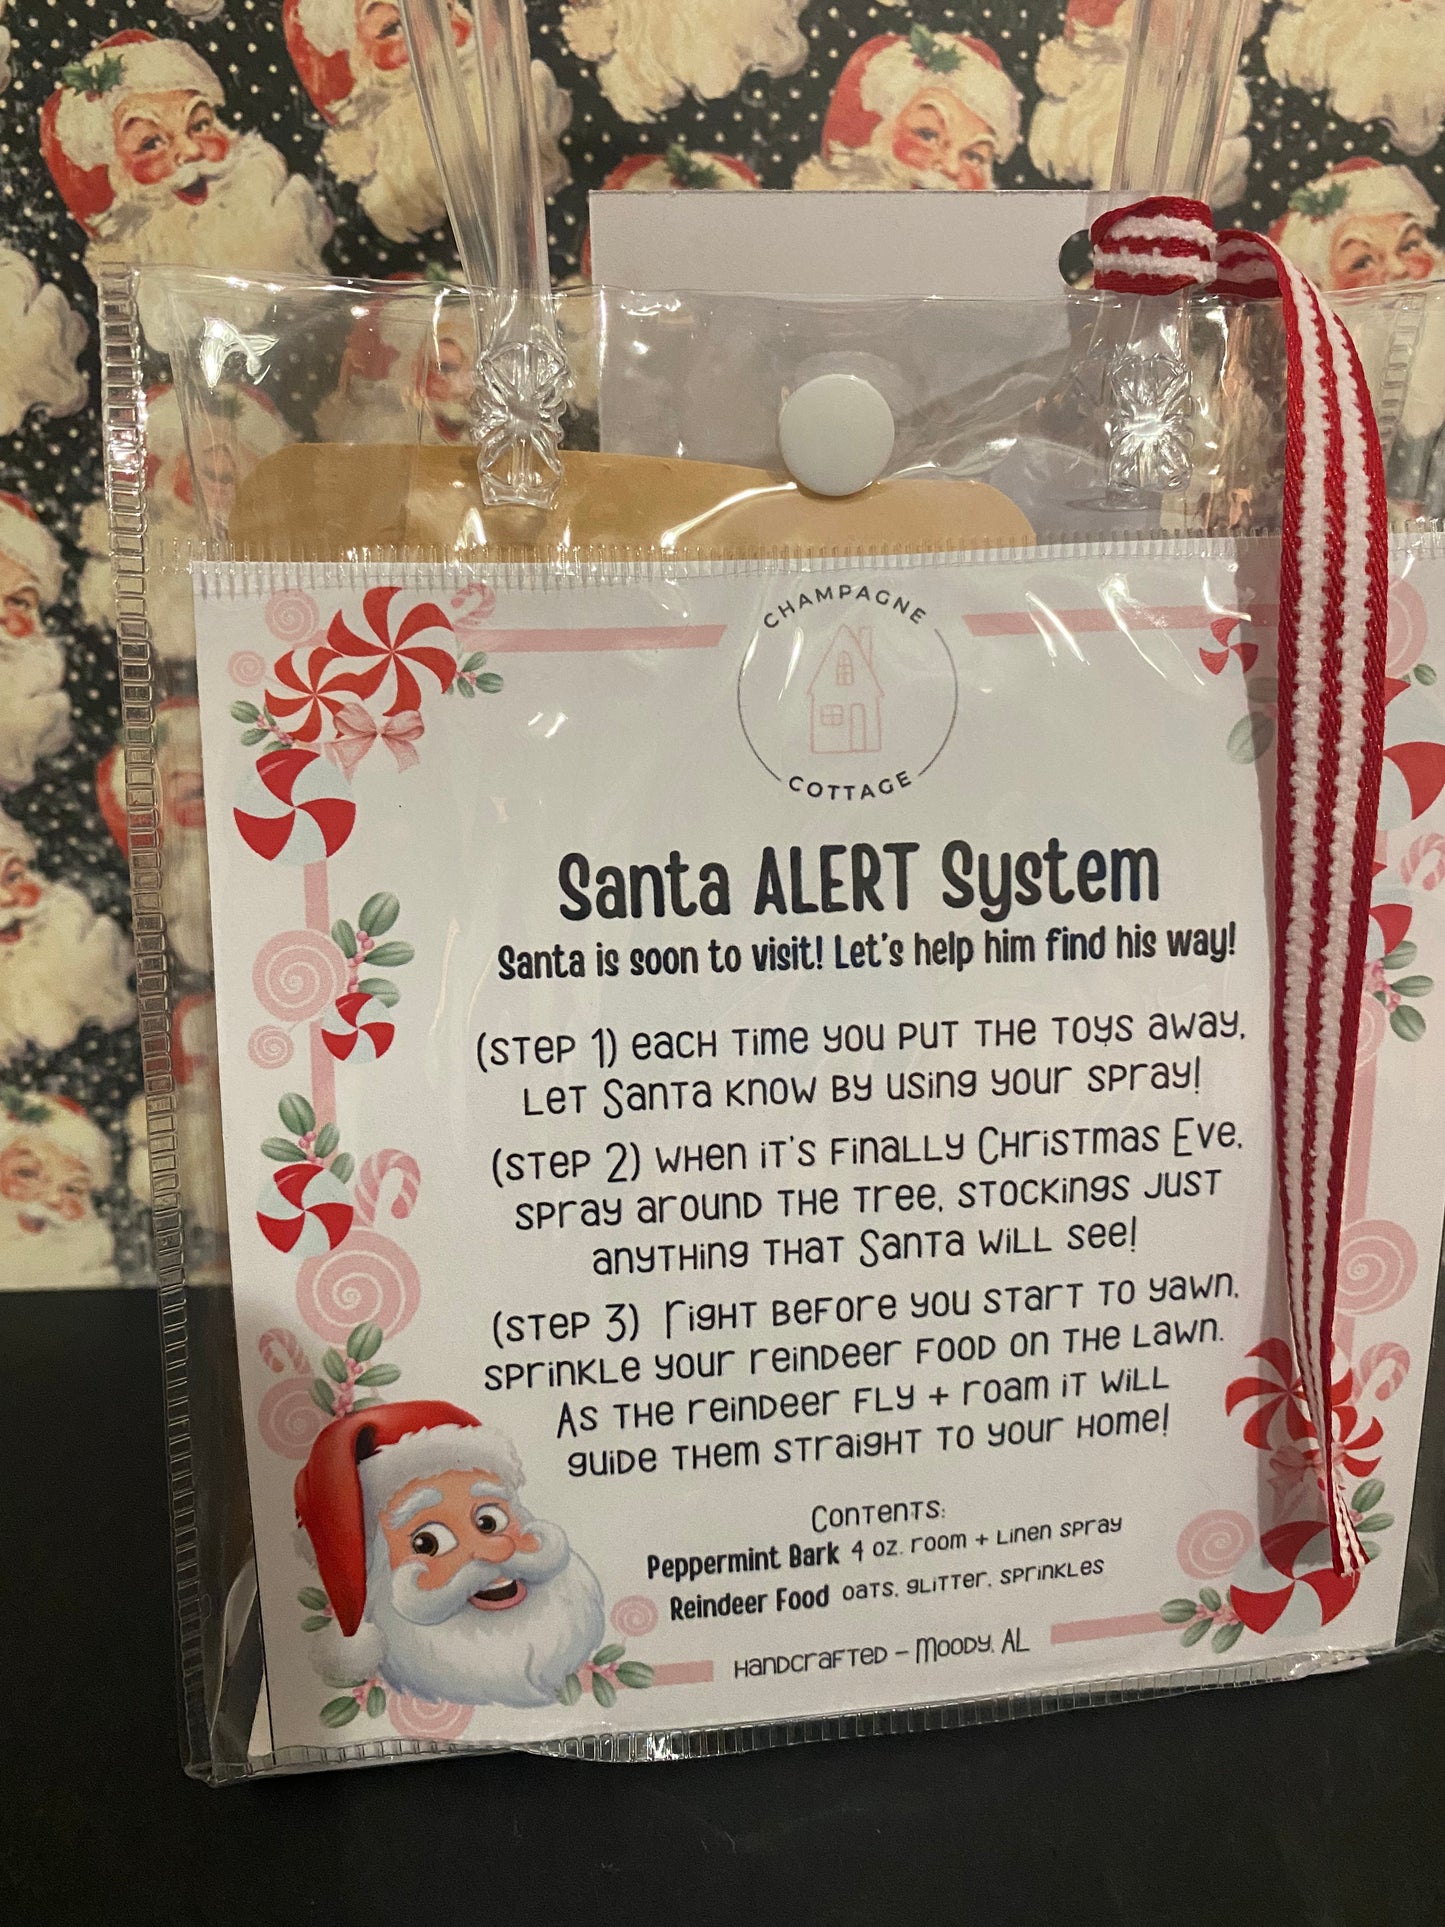 CHAMPAGNE
COTTAGE
Santa ALERT System
Santa is soon to visit! Let's help him find his way!
(Step 1) Each time you put the toys away,
let Santa know by using your spray!
(Step 2) When it's finally Christmas Eve,
spray around the tree, stockings just
anything that Santa will see!
(Step 3) Right before you start to yawn,
sprinkle your reindeer food on the lawn.
As the reindeer fly + roam it will
guide them straight to your home!
Contents:
Peppermint Bark 4 oz. room + linen spray
Reindeer Food oats, glitter, sprinkles
Handcrafted - Moody, AL